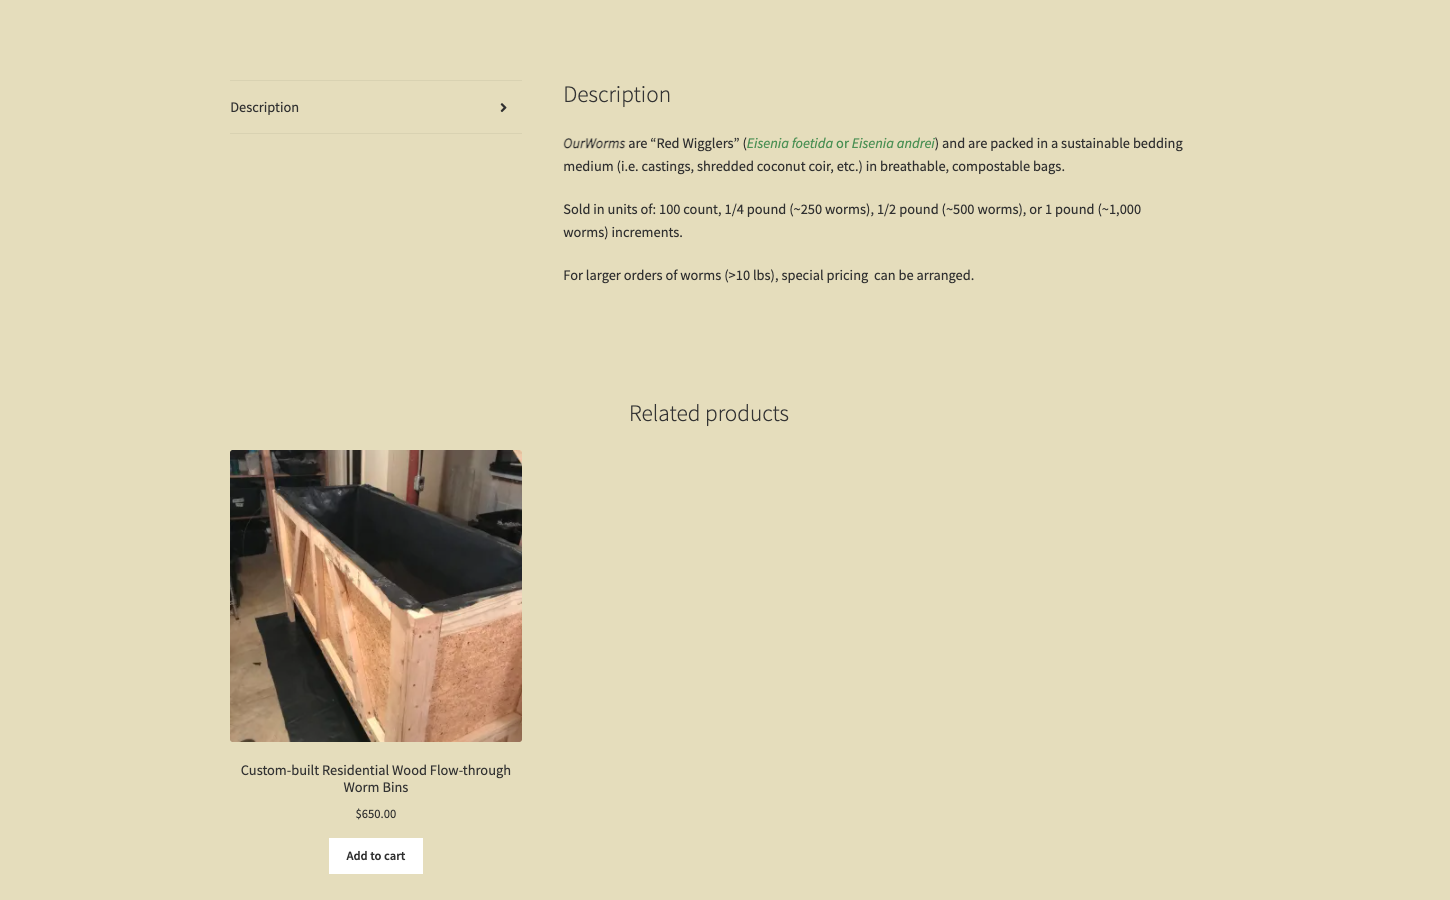 Description
Description
OurWorms are “Red Wigglers” (Eisenia foetida or Eisenia andrei) and are packed in a sustainable bedding
medium (i.e. castings, shredded coconut coir, etc.) in breathable, compostable bags.
Sold in units of: 100 count, 1/4 pound (~250 worms), 1/2 pound (~500 worms), or 1 pound (~1,000
worms) increments.
For larger orders of worms (>10 lbs), special pricing  can be arranged.
Related products
Custom-built Residential Wood Flow-through
Worm Bins
$650.00
Add to cart